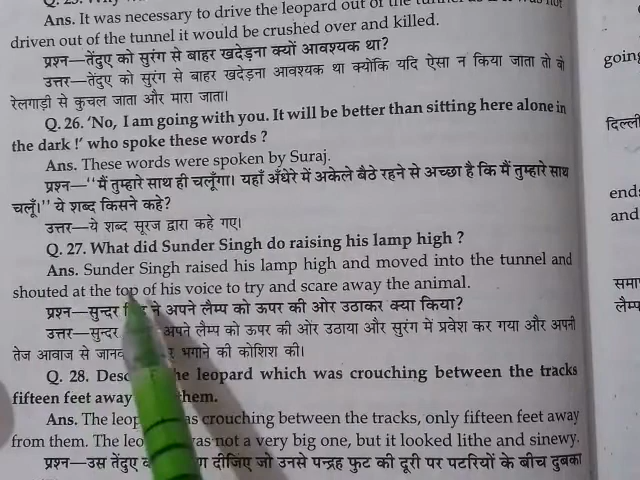 Ans. It was necessary to drive the leopard out of the tunnel as it was not
driven out of the tunnel it would be crushed over and killed.
प्रश्न—तेंदुए को सुरंग से बाहर खदेड़ना क्यों आवश्यक था?
उत्तर—तेंदुए को सुरंग से बाहर खदेड़ना आवश्यक था क्योंकि यदि ऐसा न किया जाता तो वो
रेलगाड़ी से कुचल जाता और मारा जाता।
Q. 26. 'No, I am going with you. It will be better than sitting here alone in
the dark !' who spoke these words ?
Ans. These words were spoken by Suraj.
प्रश्न—''मैं तुम्हारे साथ ही चलूँगा। यहाँ अँधेरे में अकेले बैठे रहने से अच्छा है कि मैं तुम्हारे साथ
चलूँ।'' ये शब्द किसने कहे?
उत्तर—ये शब्द सूरज द्वारा कहे गए।
Q. 27. What did Sunder Singh do raising his lamp high ?
Ans. Sunder Singh raised his lamp high and moved into the tunnel and
shouted at the top of his voice to try and scare away the animal.
प्रश्न—सुन्दर ने अपने लैम्प को ऊपर की ओर उठाकर क्या किया?
उत्तर—सुन्दर अपने लैम्प को ऊपर की ओर उठाया और सुरंग में प्रवेश कर गया और अपनी
तेज आवाज से भगाने की कोशिश की।
Q. 28. the leopard which was crouching between the tracks
fifteen feet away
Ans. The crouching between the tracks, only fifteen feet away
from them. The was not a very big one, but it looked lithe and sinewy.
प्रश्न—उस तेंदुए दीजिए जो उनसे पन्द्रह फुट की दूरी पर पटरियों के बीच दुबका
going
दिल्ली
ends
and
समा
लैम्प